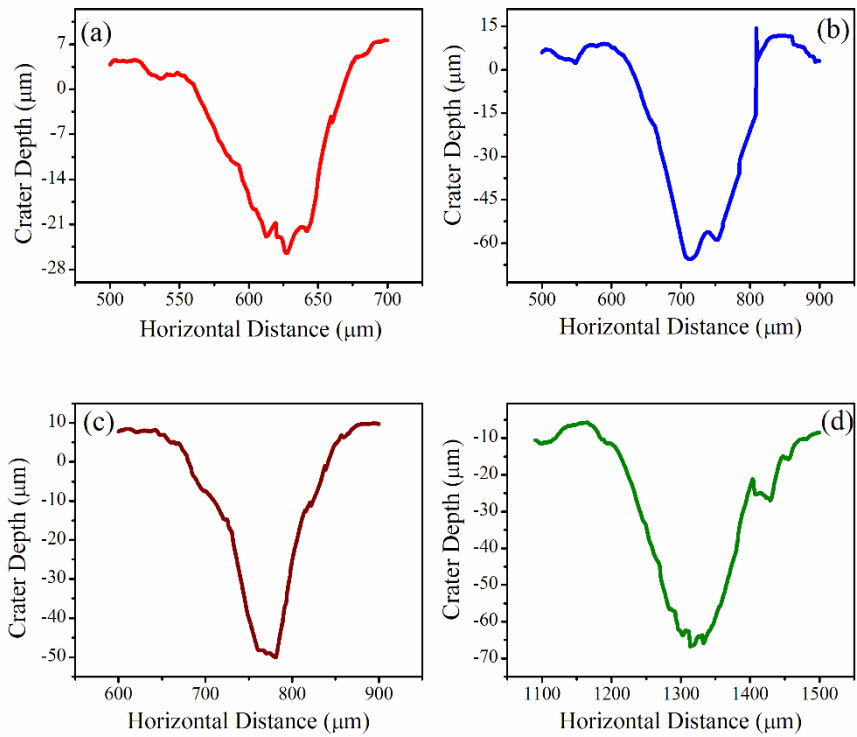 (a)
7
0
-7
-14
-21
-28
Crater Depth (μm)
500 550 600 650 700
Horizontal Distance (μm)
(b)
15
0
-15
-30
-45
-60
Crater Depth (μm)
500 600 700 800 900
Horizontal Distance (μm)
(c)
10
0
-10
-20
-30
-40
-50
Crater Depth (μm)
600 700 800 900
Horizontal Distance (μm)
(d)
-10
-20
-30
-40
-50
-60
-70
Crater Depth (μm)
1100 1200 1300 1400 1500
Horizontal Distance (μm)